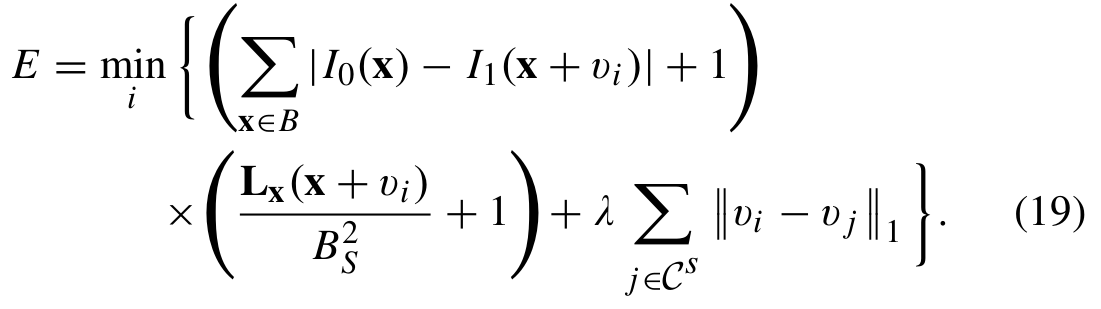 E = min_i { ( ∑_{𝐱∈B} |I_0(𝐱) − I_1(𝐱 + υ_i)| + 1 )
× ( 𝐋_𝐱(𝐱 + υ_i) / B_S^2 + 1 ) + λ ∑_{j∈𝒞^s} ‖υ_i − υ_j‖_1 }. (19)